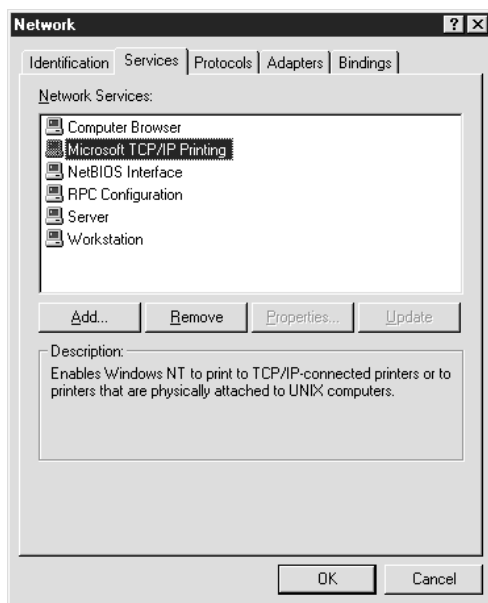 Network
Identification Services Protocols Adapters Bindings
Network Services:
Computer Browser
Microsoft TCP/IP Printing
NetBIOS Interface
RPC Configuration
Server
Workstation
Add... Remove Properties... Update
Description:
Enables Windows NT to print to TCP/IP-connected printers or to
printers that are physically attached to UNIX computers.
OK Cancel